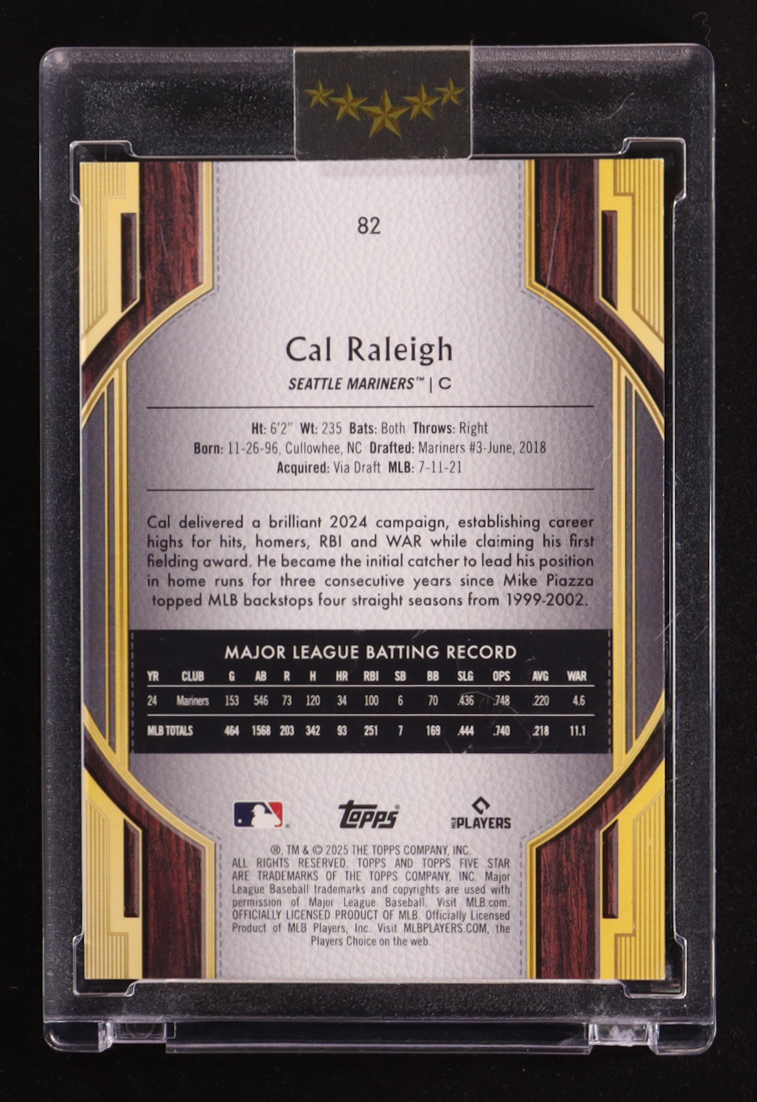 82
Cal Raleigh
SEATTLE MARINERS™ | C
Ht: 6'2" Wt: 235 Bats: Both Throws: Right
Born: 11-26-96, Cullowhee, NC Drafted: Mariners #3-June, 2018
Acquired: Via Draft MLB: 7-11-21
Cal delivered a brilliant 2024 campaign, establishing career
highs for hits, homers, RBI and WAR while claiming his first
fielding award. He became the initial catcher to lead his position
in home runs for three consecutive years since Mike Piazza
topped MLB backstops four straight seasons from 1999-2002.
MAJOR LEAGUE BATTING RECORD
YR CLUB G AB R H HR RBI SB BB SLG OPS AVG WAR
24 Mariners 153 546 73 120 34 100 6 70 .436 .748 .220 4.6
MLB TOTALS 464 1568 203 342 93 251 7 169 .444 .740 .218 11.1
Topps®
MLB PLAYERS
®, TM & © 2025 THE TOPPS COMPANY, INC.
ALL RIGHTS RESERVED. TOPPS AND TOPPS FIVE STAR
ARE TRADEMARKS OF THE TOPPS COMPANY, INC. Major
League Baseball trademarks and copyrights are used with
permission of Major League Baseball. Visit MLB.com.
OFFICIALLY LICENSED PRODUCT OF MLB. Officially Licensed
Product of MLB Players, Inc. Visit MLBPLAYERS.COM, the
Players Choice on the web.